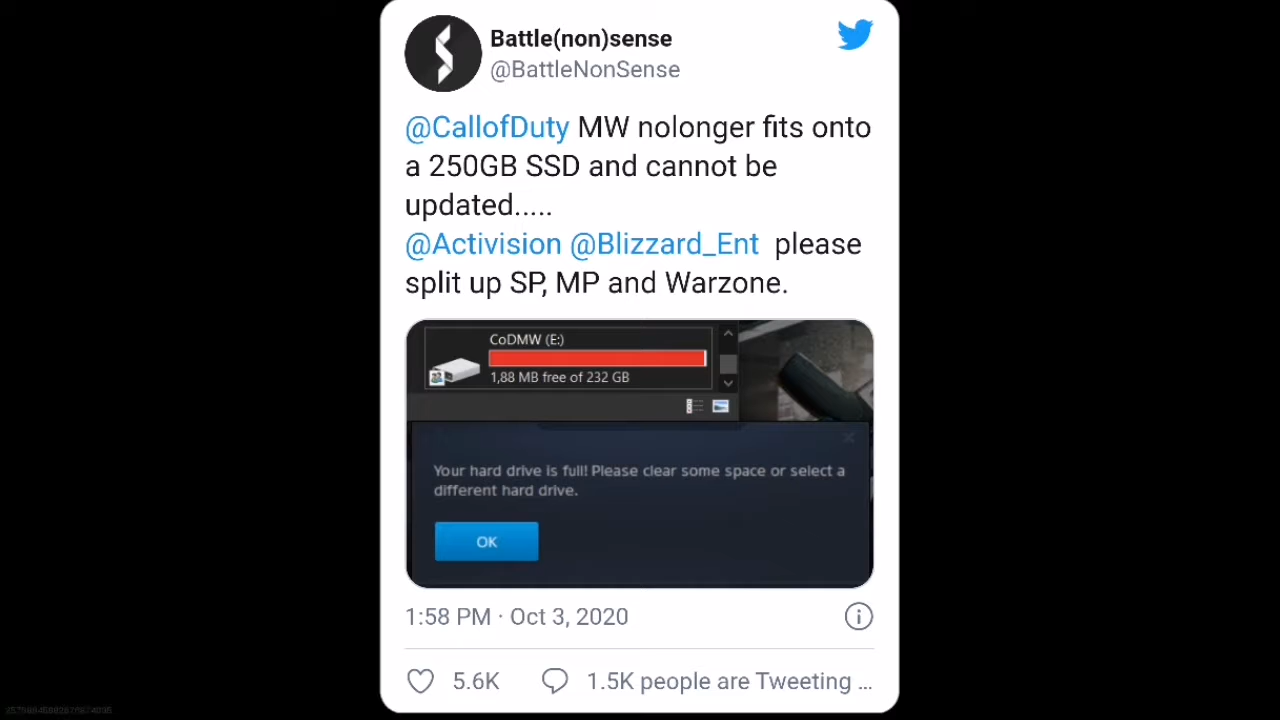 Battle(non)sense
@BattleNonSense
@CallofDuty MW nolonger fits onto
a 250GB SSD and cannot be
updated.....
@Activision @Blizzard_Ent please
split up SP, MP and Warzone.
CoDMW (E:)
1,88 MB free of 232 GB
Your hard drive is full! Please clear some space or select a
different hard drive.
OK
1:58 PM · Oct 3, 2020
5.6K
1.5K people are Tweeting ...